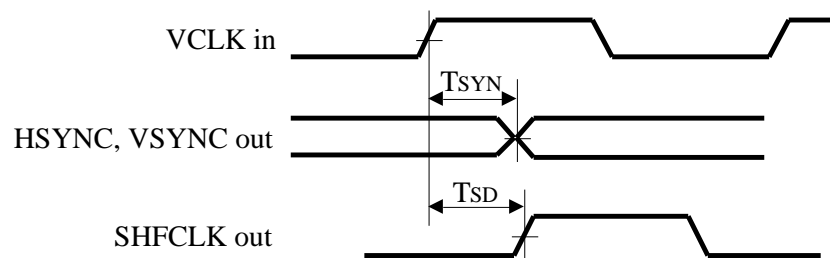 VCLK in
TSYN
HSYNC, VSYNC out
TSD
SHFCLK out